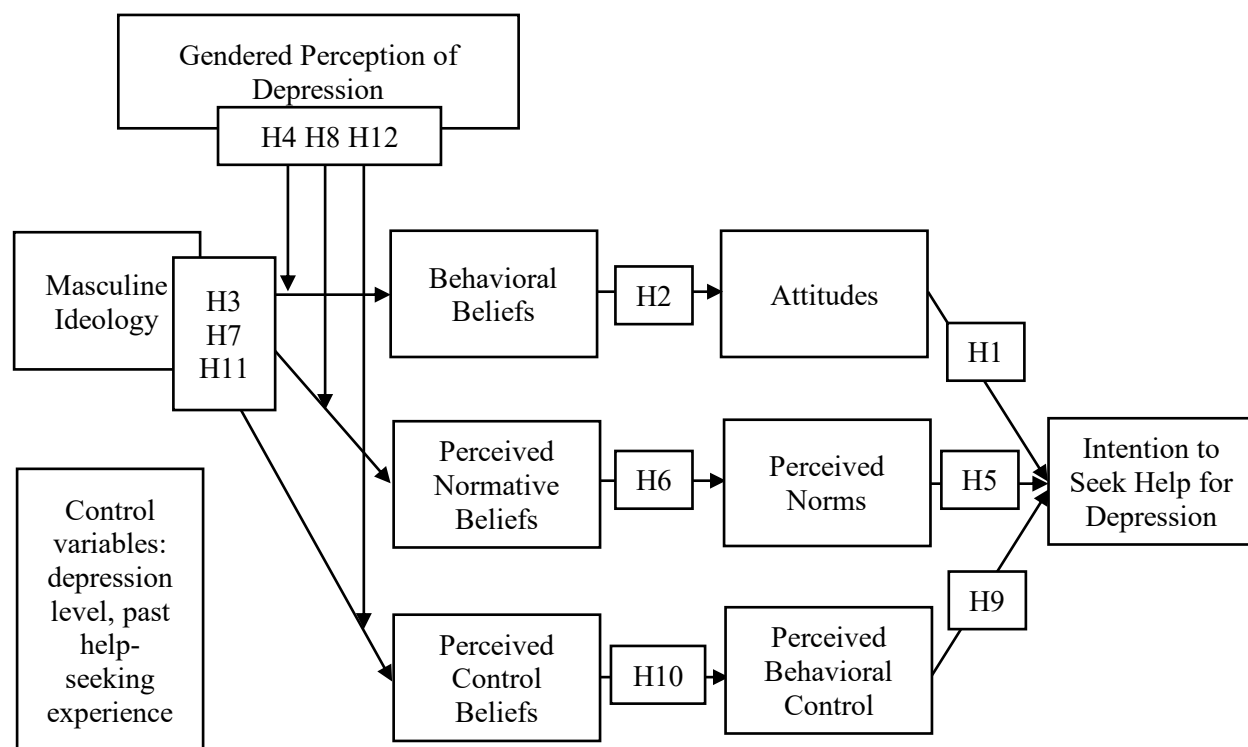 Gendered Perception of
Depression
H4 H8 H12
Masculine
Ideology
H3
H7
H11
Behavioral
Beliefs
H2
Attitudes
H1
Perceived
Normative
Beliefs
H6
Perceived
Norms
H5
Intention to
Seek Help for
Depression
Control
variables:
depression
level, past
help-
seeking
experience
Perceived
Control
Beliefs
H10
Perceived
Behavioral
Control
H9